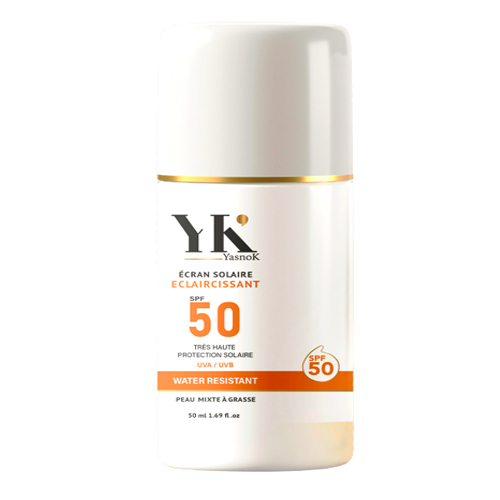 YK
YasnoK
ÉCRAN SOLAIRE
ECLAIRCISSANT
SPF
50
TRÉS HAUTE
PROTECTION SOLAIRE
UVA / UVB
SPF
50
WATER RESISTANT
PEAU MIXTE À GRASSE
50 ml 1.69 fl .oz